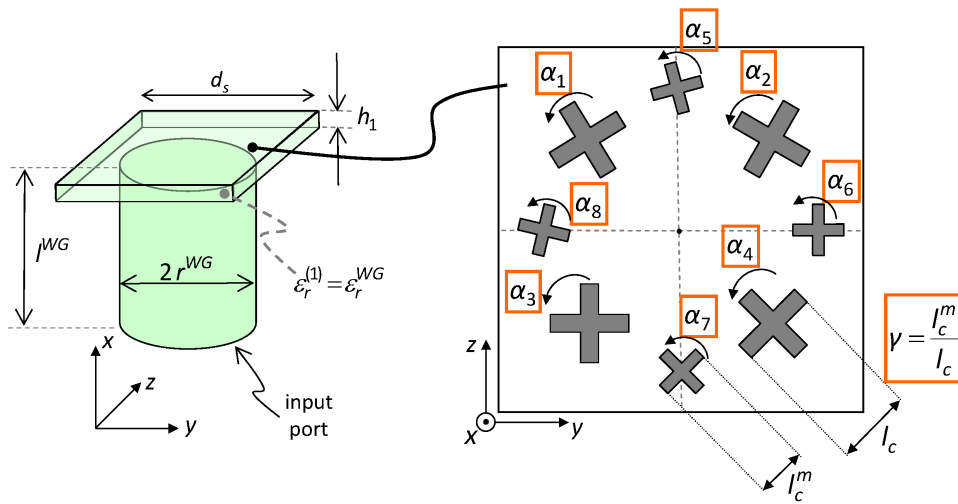 d_s
h_1
l^{WG}
2 r^{WG}
ε_r^{(1)} = ε_r^{WG}
x
z
y
input
port
α_5
α_1
α_2
α_8
α_6
α_3
α_4
α_7
γ = l_c^m / l_c
z
x
y
l_c
l_c^m